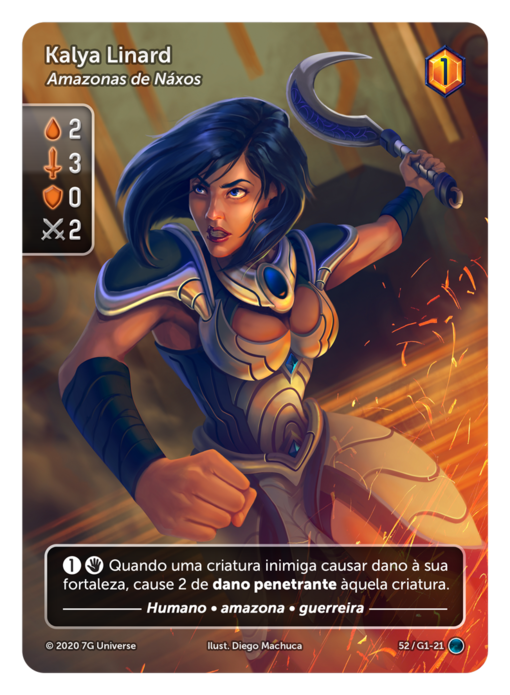 Kalya Linard
Amazonas de Náxos
1
2
3
0
2
1 Quando uma criatura inimiga causar dano à sua
fortaleza, cause 2 de dano penetrante àquela criatura.
Humano • amazona • guerreira
© 2020 7G Universe
Ilust. Diego Machuca
52 / G1-21